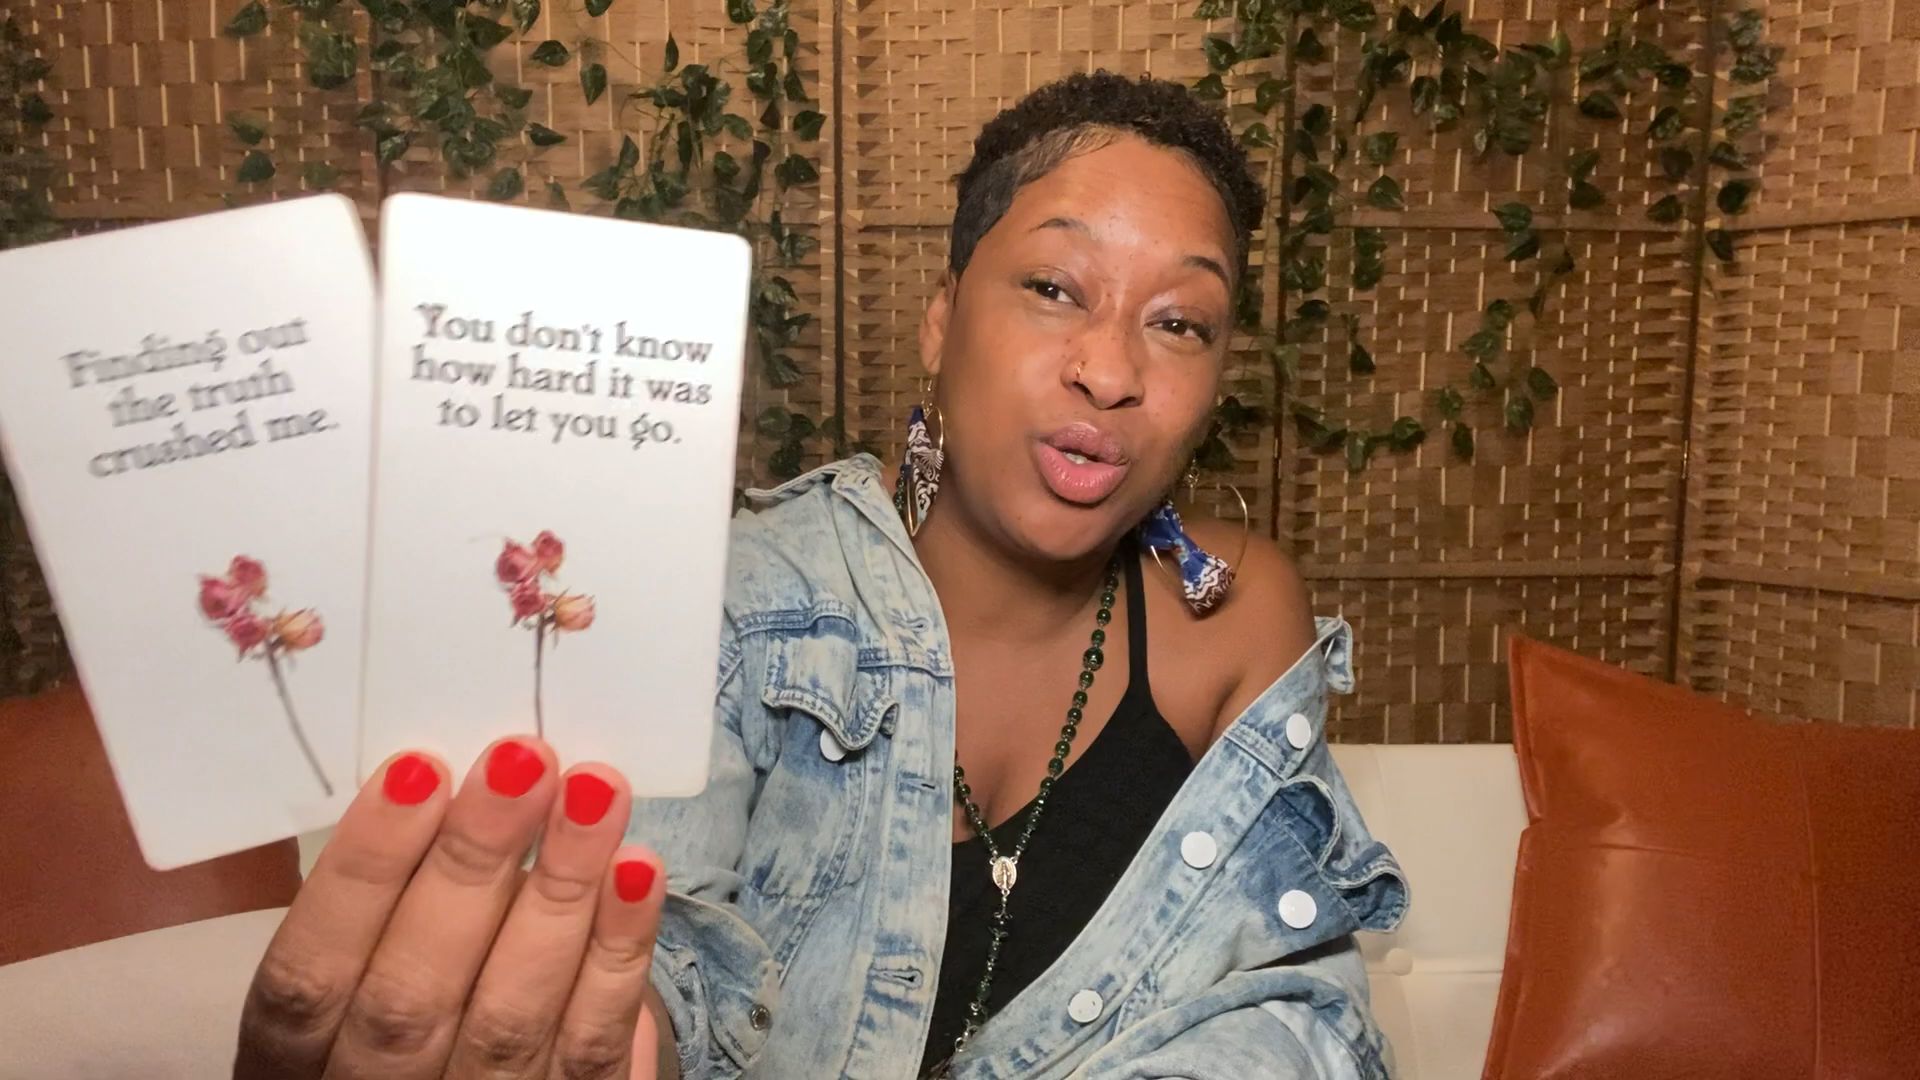 Finding out
the truth
crushed me.
You don't know
how hard it was
to let you go.